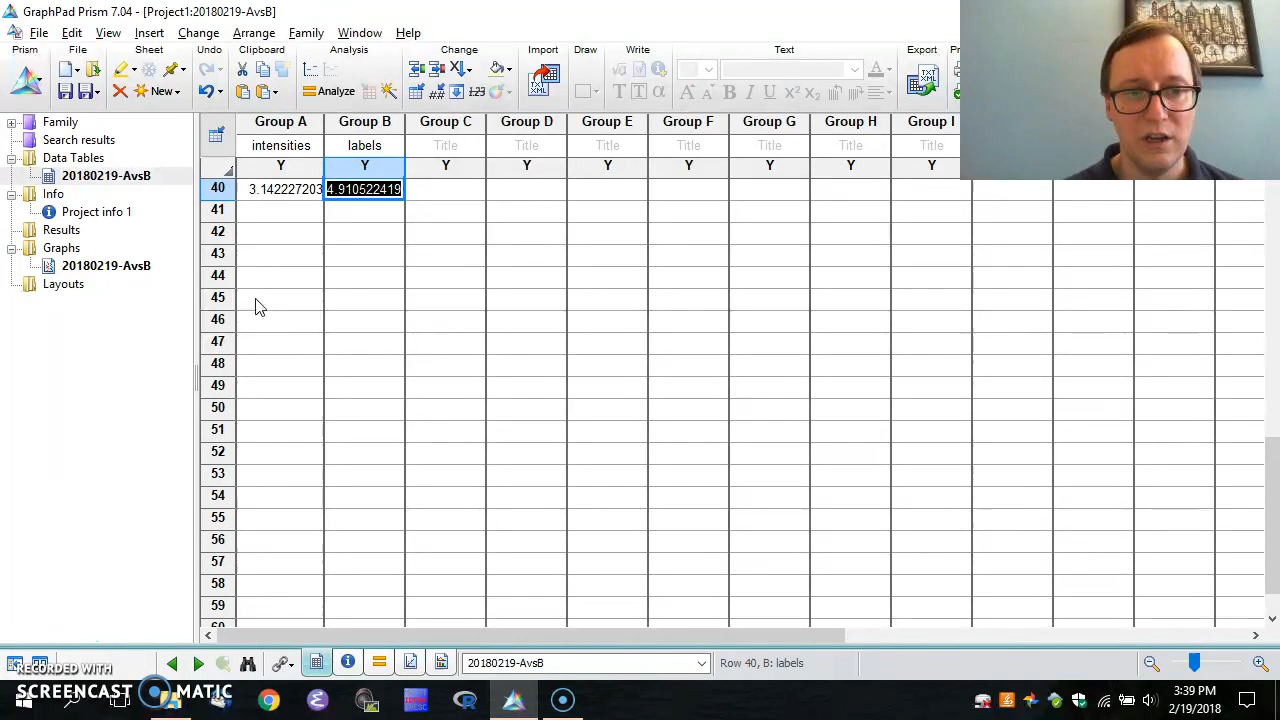 GraphPad Prism 7.04 - [Project1:20180219-AvsB]
File Edit View Insert Change Arrange Family Window Help
Prism File Sheet Undo Clipboard Analysis Change Import Draw Write Text Export
New
Analyze
XML
TXT
XML
Family
Search results
Data Tables
20180219-AvsB
Info
Project info 1
Results
Graphs
20180219-AvsB
Layouts
Group A Group B Group C Group D Group E Group F Group G Group H Group I
intensities labels Title Title Title Title Title Title Title
Y Y Y Y Y Y Y Y Y
40 3.142227203 4.910522419
41
42
43
44
45
46
47
48
49
50
51
52
53
54
55
56
57
58
59
20180219-AvsB
Row 40, B: labels
RECORDED WITH
SCREENCAST MATIC
3:39 PM
2/19/2018